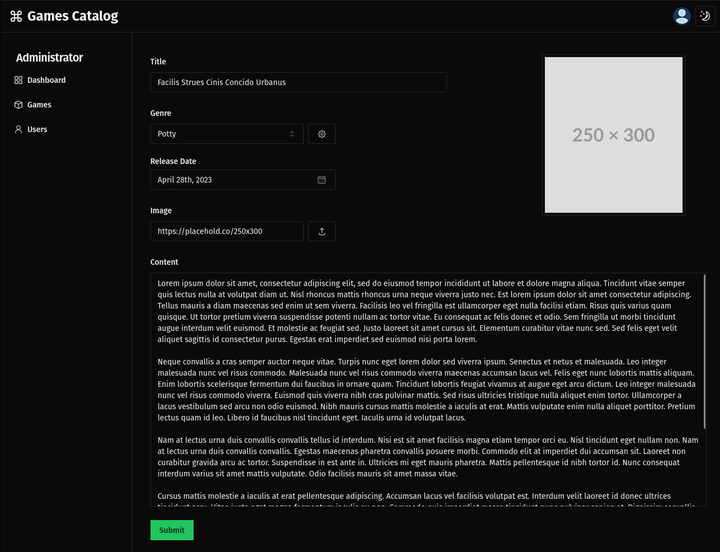 Games Catalog
Administrator
Dashboard
Games
Users
Title
Facilis Strues Cinis Concido Urbanus
Genre
Potty
Release Date
April 28th, 2023
Image
https://placehold.co/250x300
250 × 300
Content
Lorem ipsum dolor sit amet, consectetur adipiscing elit, sed do eiusmod tempor incididunt ut labore et dolore magna aliqua. Tincidunt vitae semper
quis lectus nulla at volutpat diam ut. Nisl rhoncus mattis rhoncus urna neque viverra justo nec. Est lorem ipsum dolor sit amet consectetur adipiscing.
Tellus mauris a diam maecenas sed enim ut sem viverra. Facilisis leo vel fringilla est ullamcorper eget nulla facilisi etiam. Risus quis varius quam
quisque. Ut tortor pretium viverra suspendisse potenti nullam ac tortor vitae. Eu consequat ac felis donec et odio. Sem fringilla ut morbi tincidunt
augue interdum velit euismod. Et molestie ac feugiat sed. Justo laoreet sit amet cursus sit. Elementum curabitur vitae nunc sed. Sed felis eget velit
aliquet sagittis id consectetur purus. Egestas erat imperdiet sed euismod nisi porta lorem.
Neque convallis a cras semper auctor neque vitae. Turpis nunc eget lorem dolor sed viverra ipsum. Senectus et netus et malesuada. Leo integer
malesuada nunc vel risus commodo. Malesuada nunc vel risus commodo viverra maecenas accumsan lacus vel. Felis eget nunc lobortis mattis aliquam.
Enim lobortis scelerisque fermentum dui faucibus in ornare quam. Tincidunt lobortis feugiat vivamus at augue eget arcu dictum. Leo integer malesuada
nunc vel risus commodo viverra. Euismod quis viverra nibh cras pulvinar mattis. Sed risus ultricies tristique nulla aliquet enim tortor. Ullamcorper a
lacus vestibulum sed arcu non odio euismod. Nibh mauris cursus mattis molestie a iaculis at erat. Mattis vulputate enim nulla aliquet porttitor. Pretium
lectus quam id leo. Libero id faucibus nisl tincidunt eget. Iaculis urna id volutpat lacus.
Nam at lectus urna duis convallis convallis tellus id interdum. Nisi est sit amet facilisis magna etiam tempor orci eu. Nisl tincidunt eget nullam non. Nam
at lectus urna duis convallis convallis. Egestas maecenas pharetra convallis posuere morbi. Commodo elit at imperdiet dui accumsan sit. Laoreet non
curabitur gravida arcu ac tortor. Suspendisse in est ante in. Ultricies mi eget mauris pharetra. Mattis pellentesque id nibh tortor id. Nunc consequat
interdum varius sit amet mattis vulputate. Odio facilisis mauris sit amet massa vitae.
Cursus mattis molestie a iaculis at erat pellentesque adipiscing. Accumsan lacus vel facilisis volutpat est. Interdum velit laoreet id donec ultrices
Submit